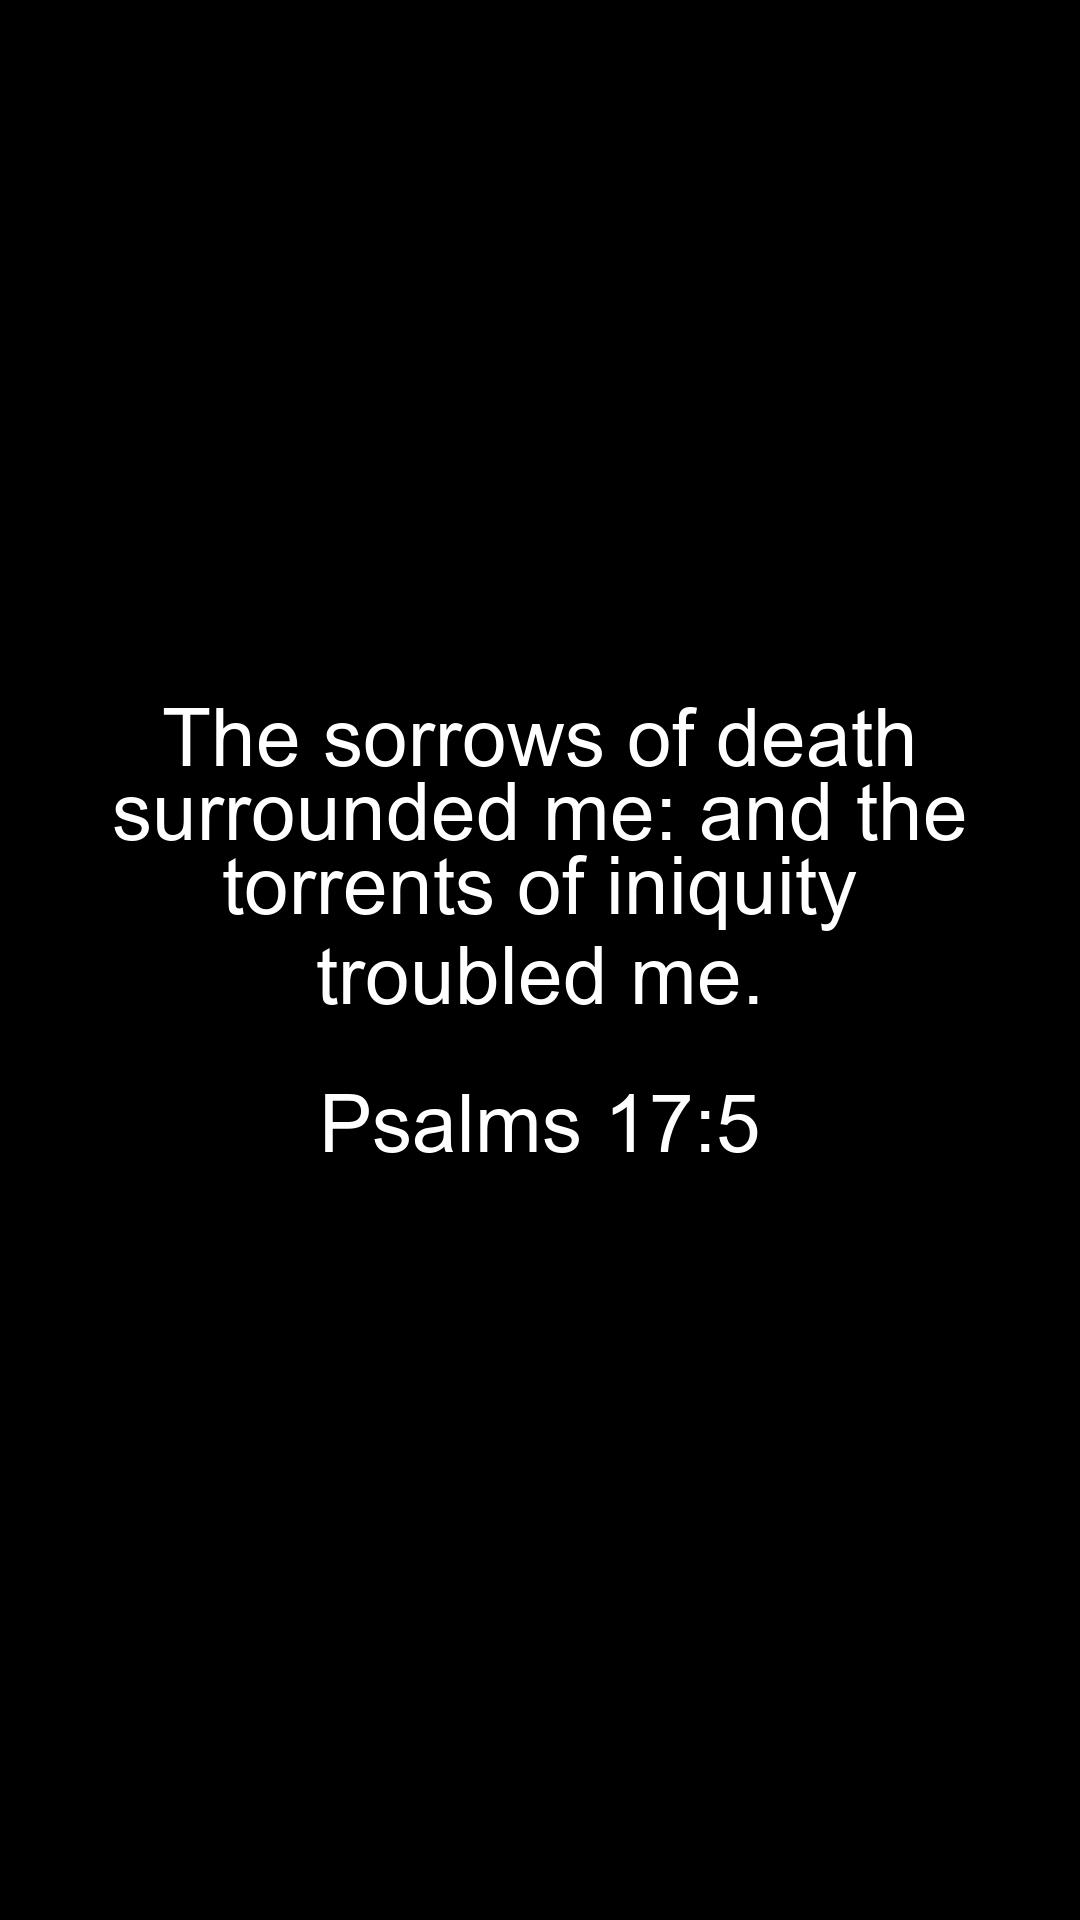 The sorrows of death
surrounded me: and the
torrents of iniquity
troubled me.
Psalms 17:5